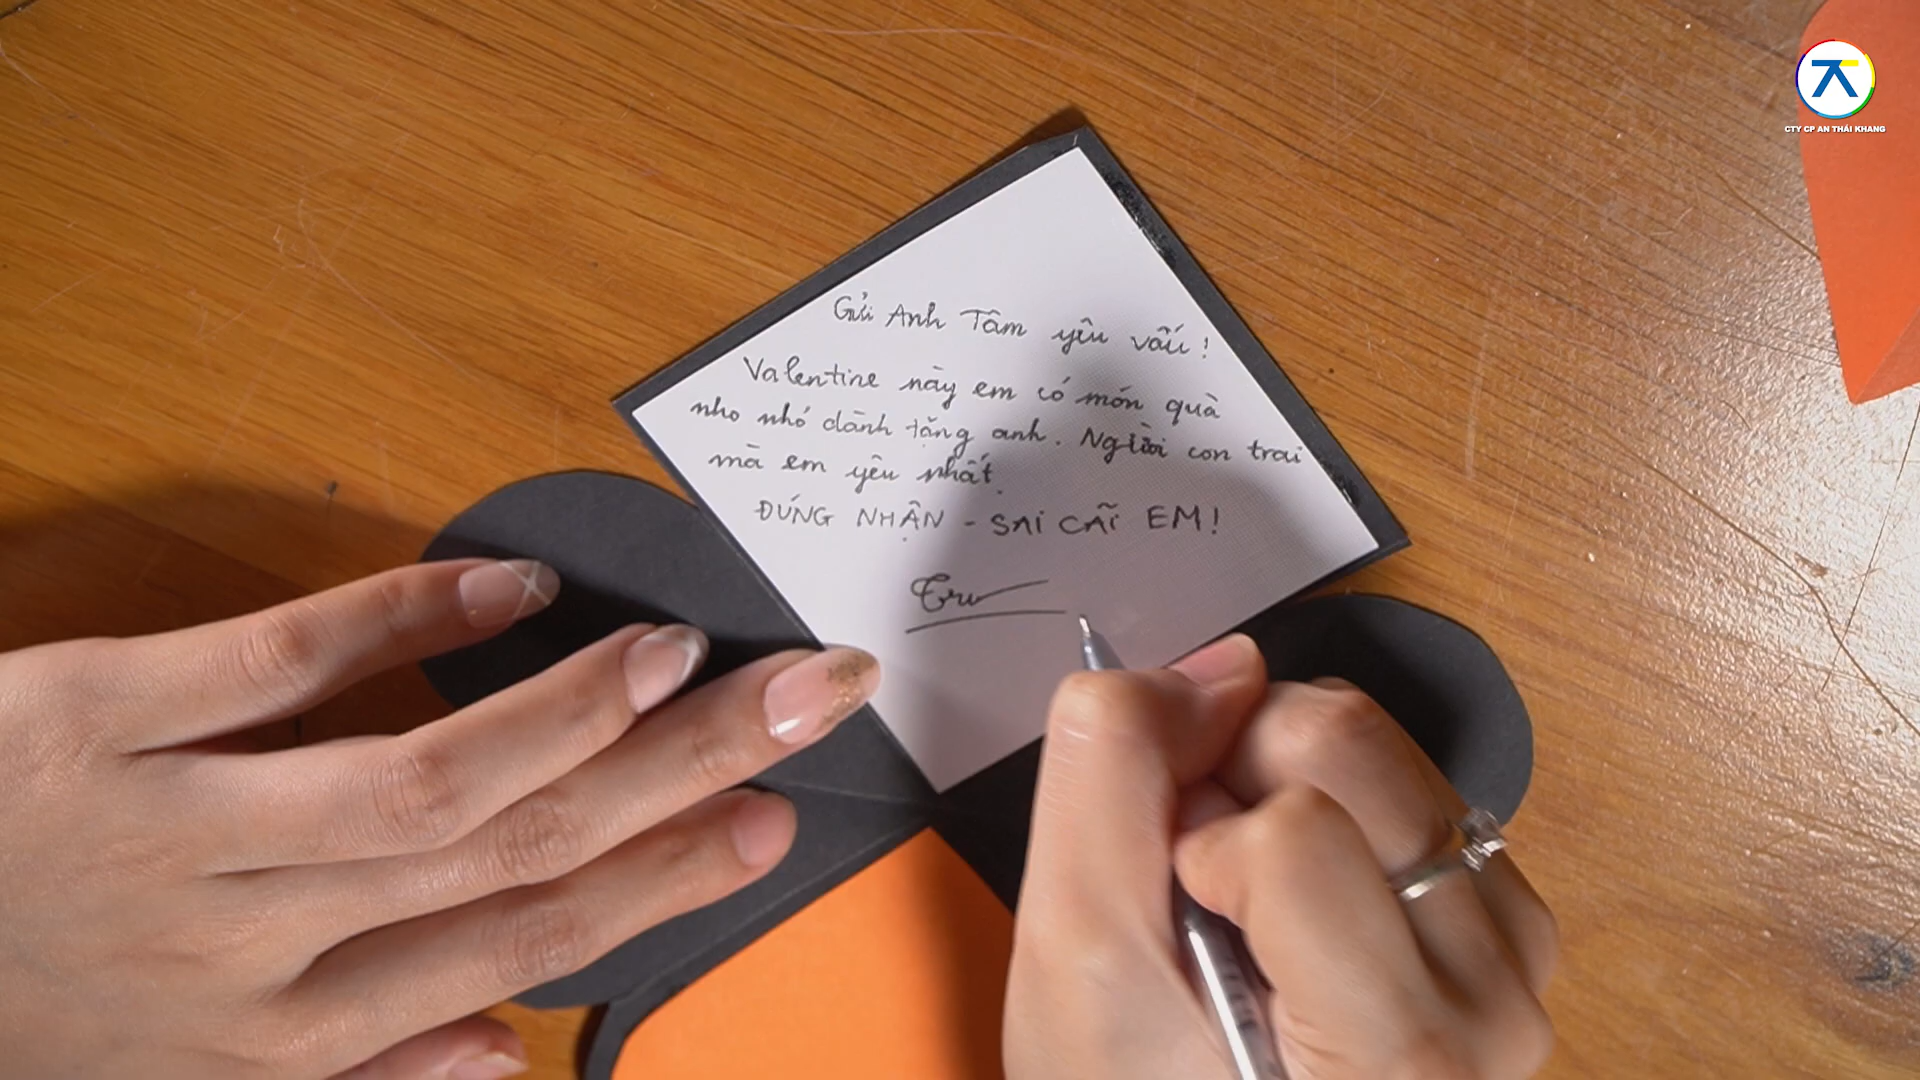 Gửi Anh Tâm yêu vấu!
Valentine này em có món quà
nho nhỏ dành tặng anh. Người con trai
mà em yêu nhất.
ĐÚNG NHẬN - SAI CÃI EM!
CTY CP AN THÁI KHANG